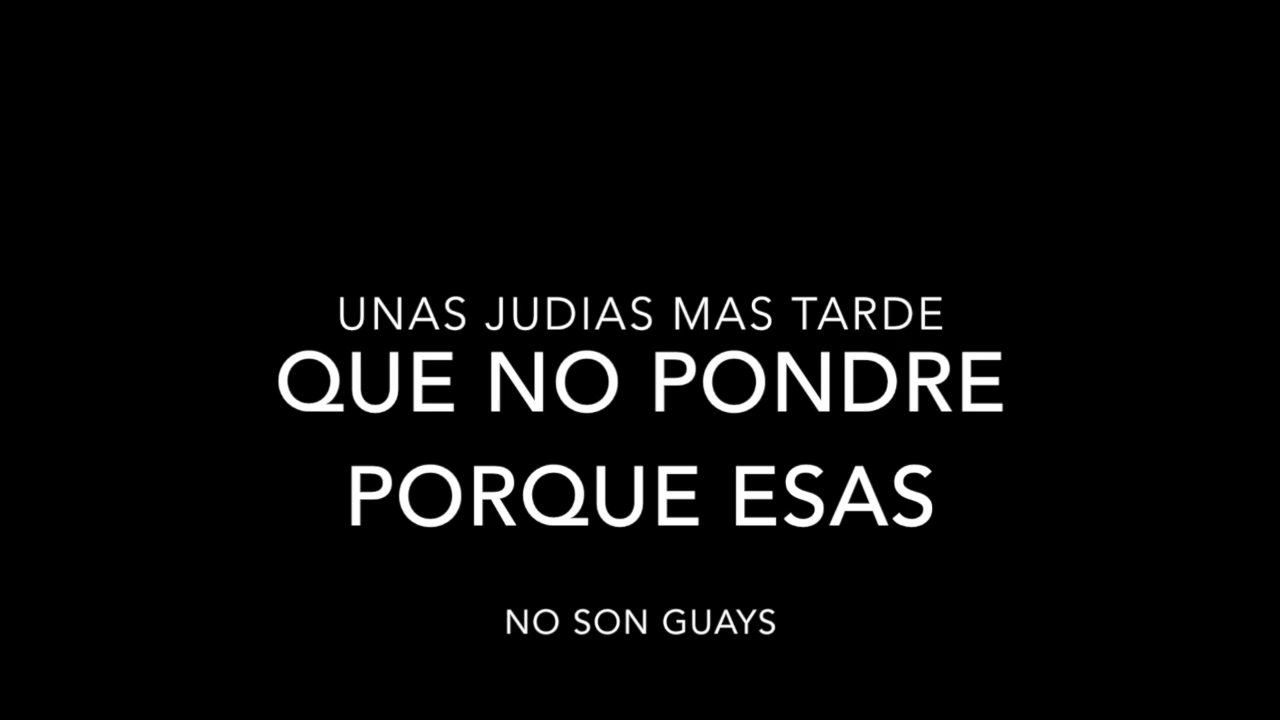 UNAS JUDIAS MAS TARDE
QUE NO PONDRE
PORQUE ESAS
NO SON GUAYS